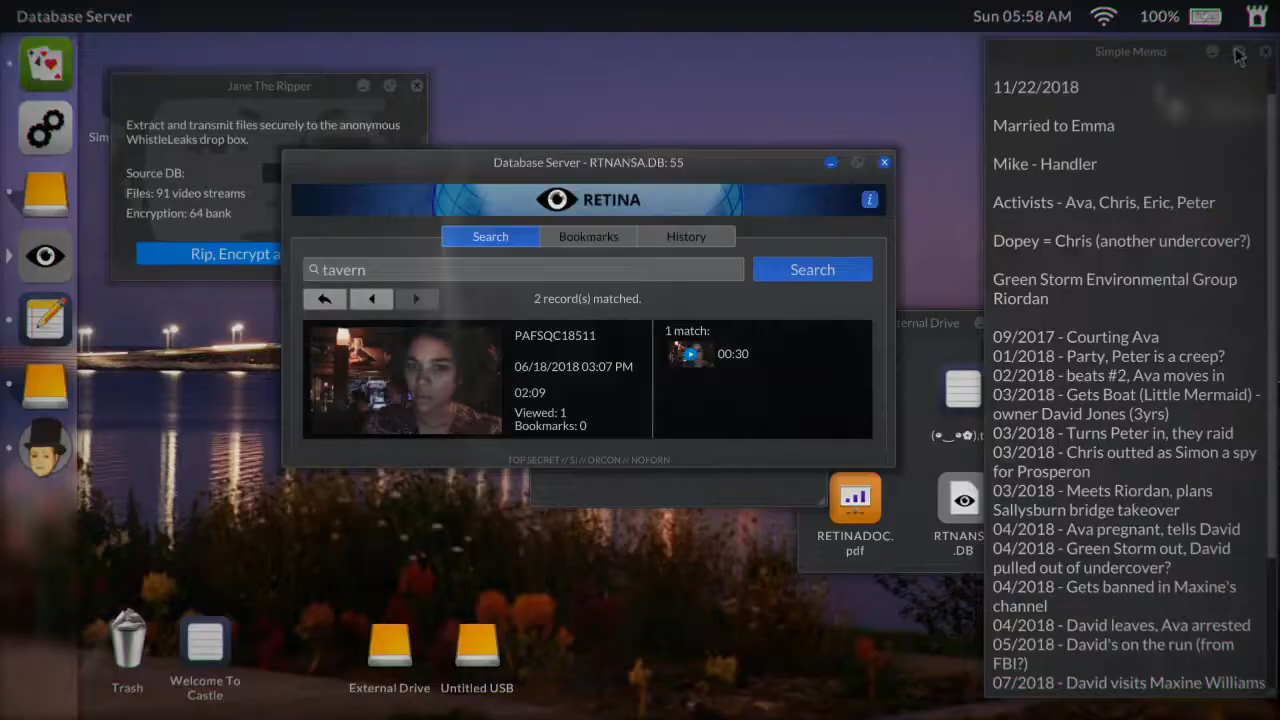 Database Server
Sun 05:58 AM
100%
Jane The Ripper
Extract and transmit files securely to the anonymous
WhistleLeaks drop box.
Source DB:
Files: 91 video streams
Encryption: 64 bank
Rip, Encrypt a
Sim
Database Server - RTNANSA.DB: 55
RETINA
i
Search
Bookmarks
History
tavern
Search
2 record(s) matched.
PAFSQC18511
06/18/2018 03:07 PM
02:09
Viewed: 1
Bookmarks: 0
1 match:
00:30
TOP SECRET // SI // ORCON // NOFORN
ernal Drive
(•‿•✿).t
RETINADOC.
pdf
RTNANS
.DB
Simple Memo
11/22/2018
Married to Emma
Mike - Handler
Activists - Ava, Chris, Eric, Peter
Dopey = Chris (another undercover?)
Green Storm Environmental Group
Riordan
09/2017 - Courting Ava
01/2018 - Party, Peter is a creep?
02/2018 - beats #2, Ava moves in
03/2018 - Gets Boat (Little Mermaid) -
owner David Jones (3yrs)
03/2018 - Turns Peter in, they raid
03/2018 - Chris outted as Simon a spy
for Prosperon
03/2018 - Meets Riordan, plans
Sallysburn bridge takeover
04/2018 - Ava pregnant, tells David
04/2018 - Green Storm out, David
pulled out of undercover?
04/2018 - Gets banned in Maxine's
channel
04/2018 - David leaves, Ava arrested
05/2018 - David's on the run (from
FBI?)
07/2018 - David visits Maxine Williams
Trash
Welcome To
Castle
External Drive
Untitled USB